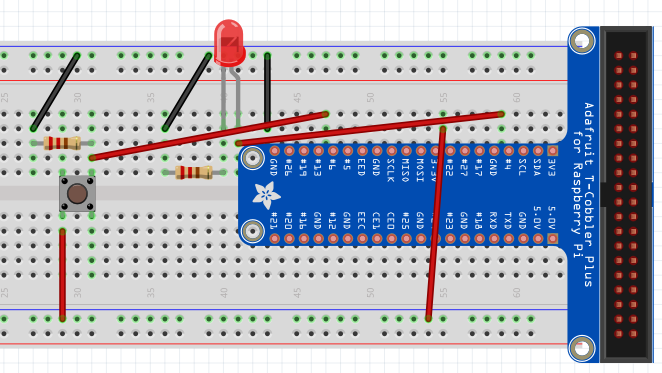 25 30 35 40 45 50 55 60
GND #26 #19 #13 #6 #5 EED GND SCLK MISO MOSI 3.3V #22 #27 #17 GND #4 SCL SDA 3V3
#21 #20 #16 GND #12 GND EEC CE1 CE0 #25 GND #23 GND #18 RXD TXD GND 5.0V 5.0V
25 30 35 40 45 50 55 60
Adafruit T-Cobbler Plus
for Raspberry Pi